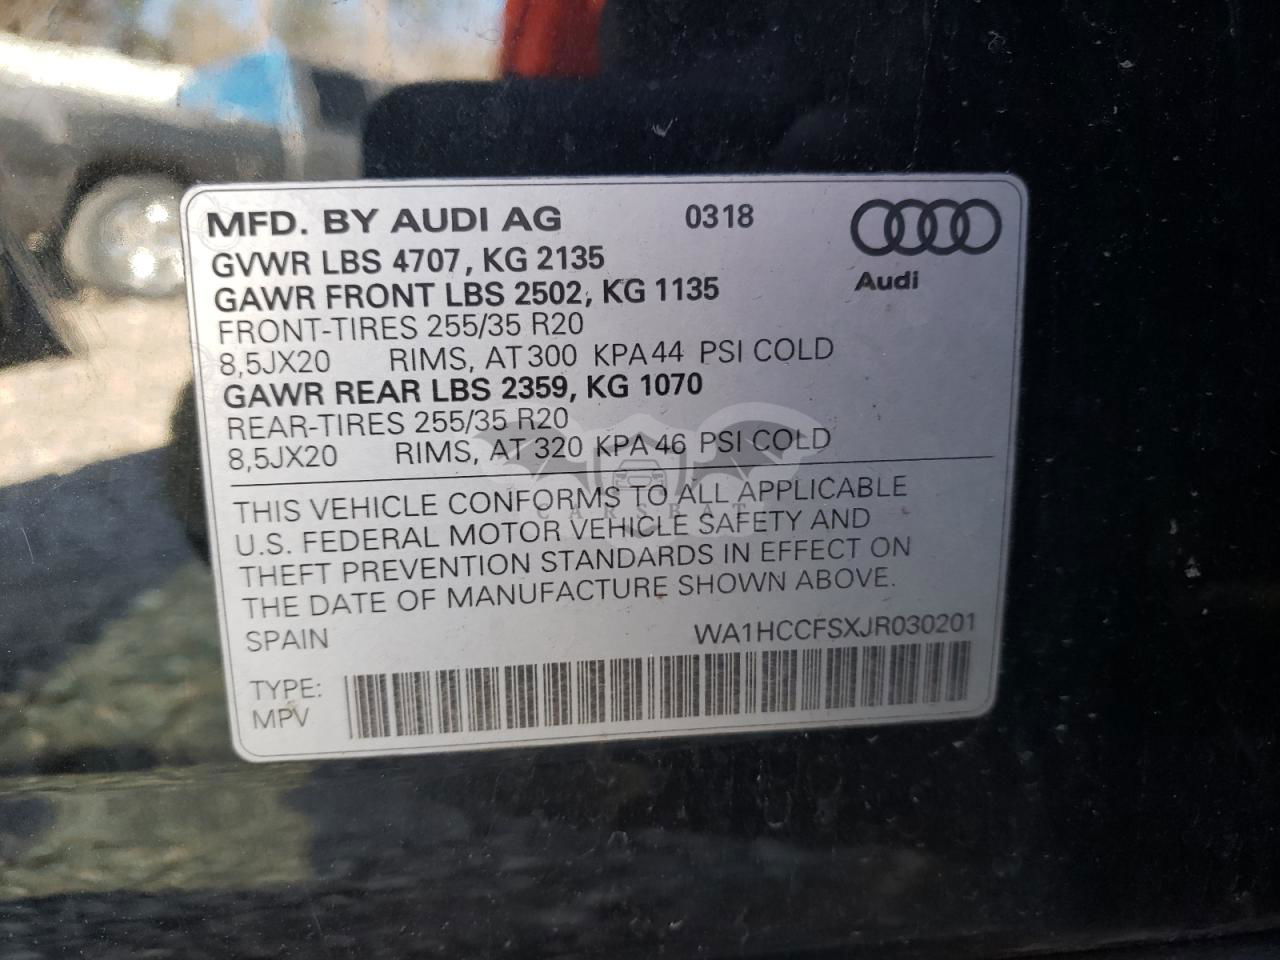 MFD. BY AUDI AG 0318
GVWR LBS 4707, KG 2135
Audi
GAWR FRONT LBS 2502, KG 1135
FRONT-TIRES 255/35 R20
8,5JX20 RIMS, AT 300 KPA 44 PSI COLD
GAWR REAR LBS 2359, KG 1070
REAR-TIRES 255/35 R20
8,5JX20 RIMS, AT 320 KPA 46 PSI COLD
THIS VEHICLE CONFORMS TO ALL APPLICABLE
CARSBAT
U.S. FEDERAL MOTOR VEHICLE SAFETY AND
THEFT PREVENTION STANDARDS IN EFFECT ON
THE DATE OF MANUFACTURE SHOWN ABOVE.
SPAIN WA1HCCFSXJR030201
TYPE:
MPV